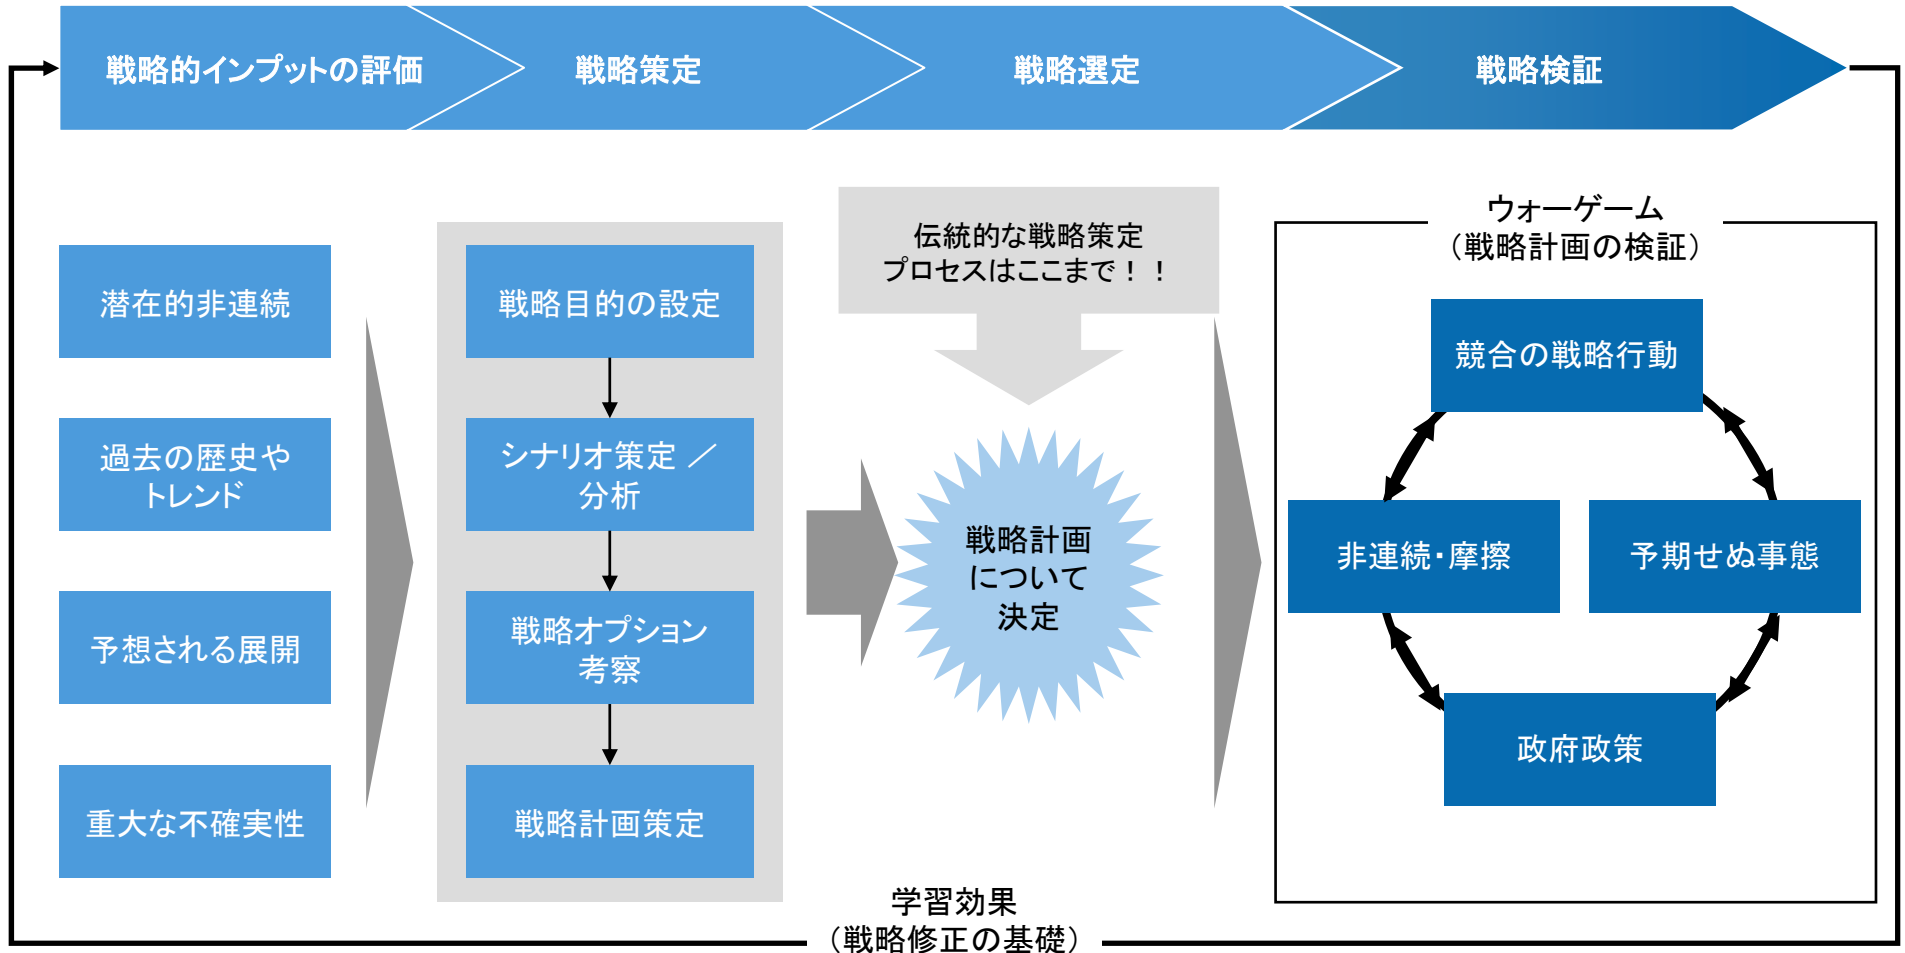 戦略的インプットの評価
戦略策定
戦略選定
戦略検証
潜在的非連続
過去の歴史や
トレンド
予想される展開
重大な不確実性
戦略目的の設定
シナリオ策定 ／
分析
戦略オプション
考察
戦略計画策定
伝統的な戦略策定
プロセスはここまで！！
戦略計画
について
決定
ウォーゲーム
（戦略計画の検証）
競合の戦略行動
非連続・摩擦
予期せぬ事態
政府政策
学習効果
（戦略修正の基礎）